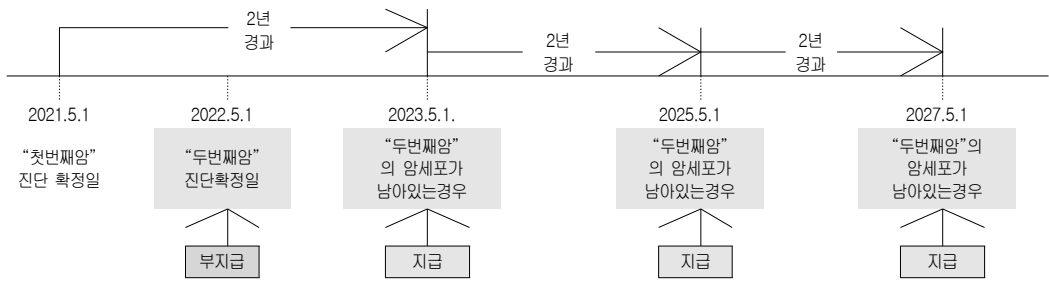 2년
경과
2년
경과
2년
경과
2021.5.1
2022.5.1
2023.5.1.
2025.5.1
2027.5.1
“첫번째암”
진단 확정일
“두번째암”
진단확정일
“두번째암”
의 암세포가
남아있는경우
“두번째암”
의 암세포가
남아있는경우
“두번째암”의
암세포가
남아있는경우
부지급
지급
지급
지급